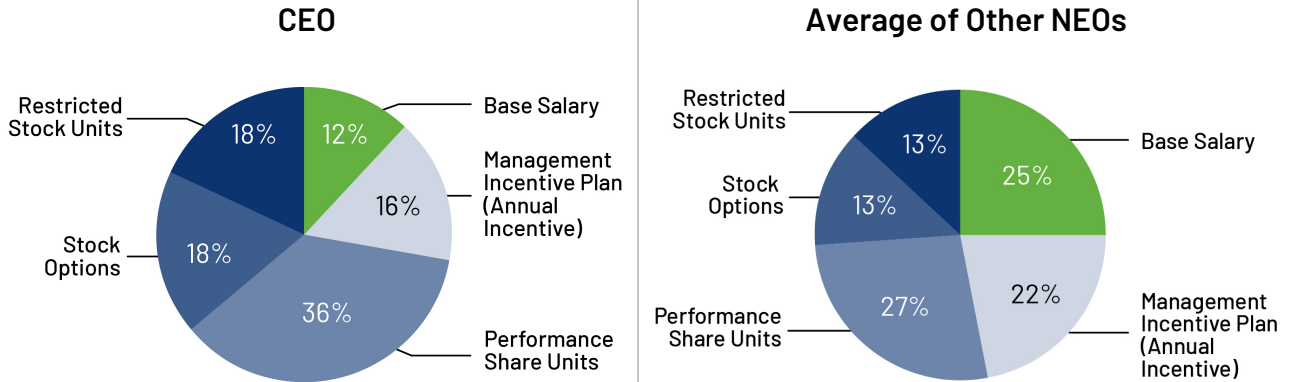 CEO
Restricted
Stock Units
18%
12%
Base Salary
Management
Incentive Plan
(Annual
Incentive)
16%
Stock
Options
18%
36%
Performance
Share Units
Average of Other NEOs
Restricted
Stock Units
13%
25%
Base Salary
Stock
Options
13%
Performance
Share Units
27%
22%
Management
Incentive Plan
(Annual
Incentive)